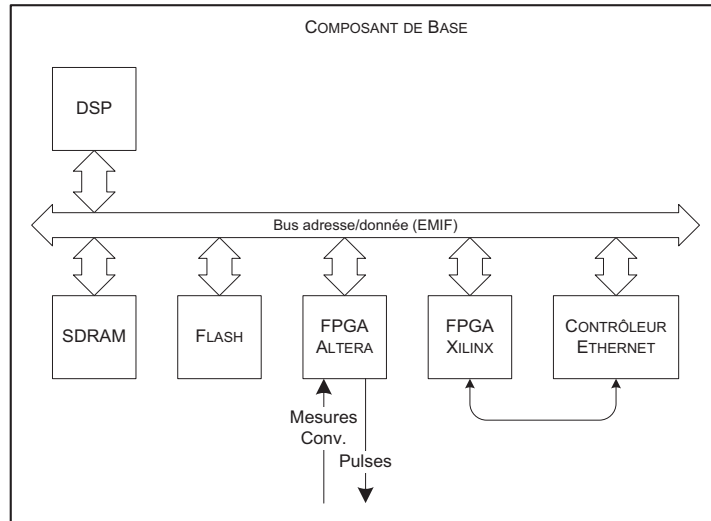 COMPOSANT DE BASE
DSP
Bus adresse/donnée (EMIF)
SDRAM
FLASH
FPGA
ALTERA
FPGA
XILINX
CONTRÔLEUR
ETHERNET
Mesures
Conv.
Pulses